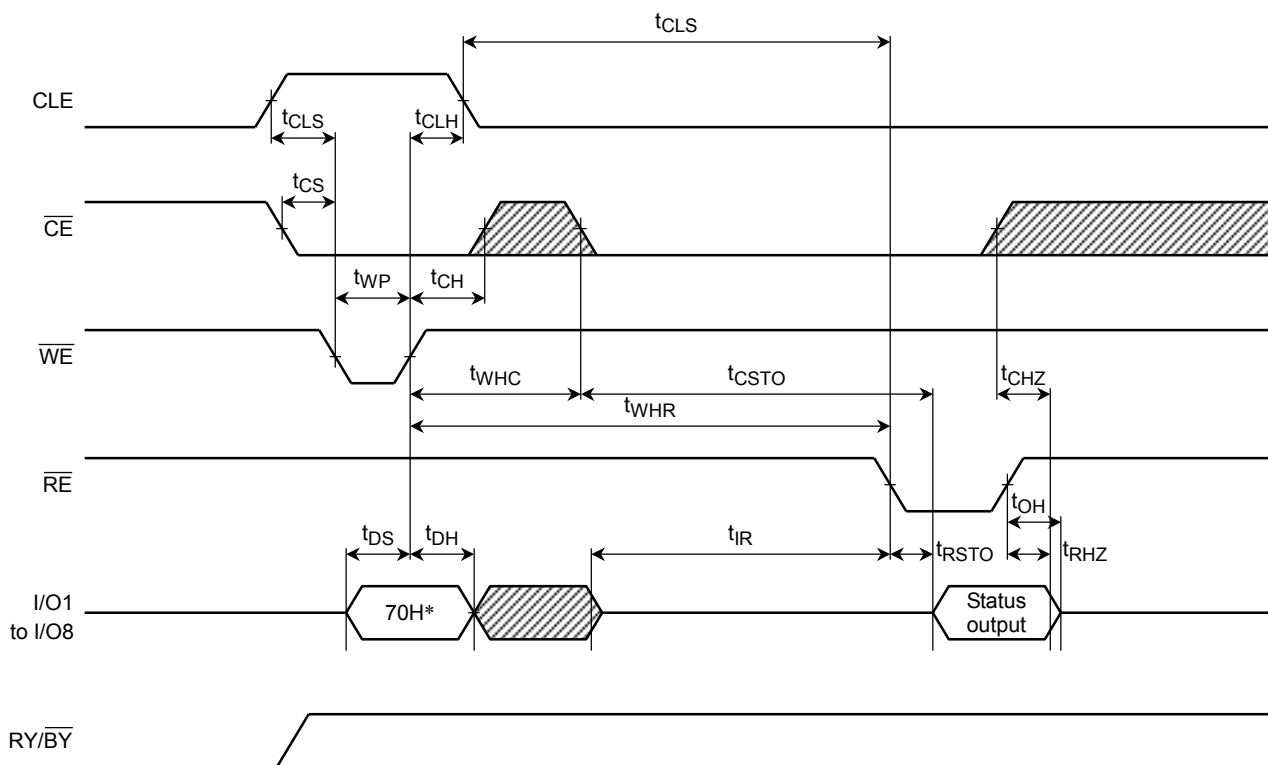 tCLS
CLE
tCLS
tCLH
tCS
CE
tWP
tCH
WE
tWHC
tCSTO
tCHZ
tWHR
RE
tOH
tDS
tDH
tIR
tRSTO
tRHZ
I/O1
to I/O8
70H*
Status
output
RY/BY